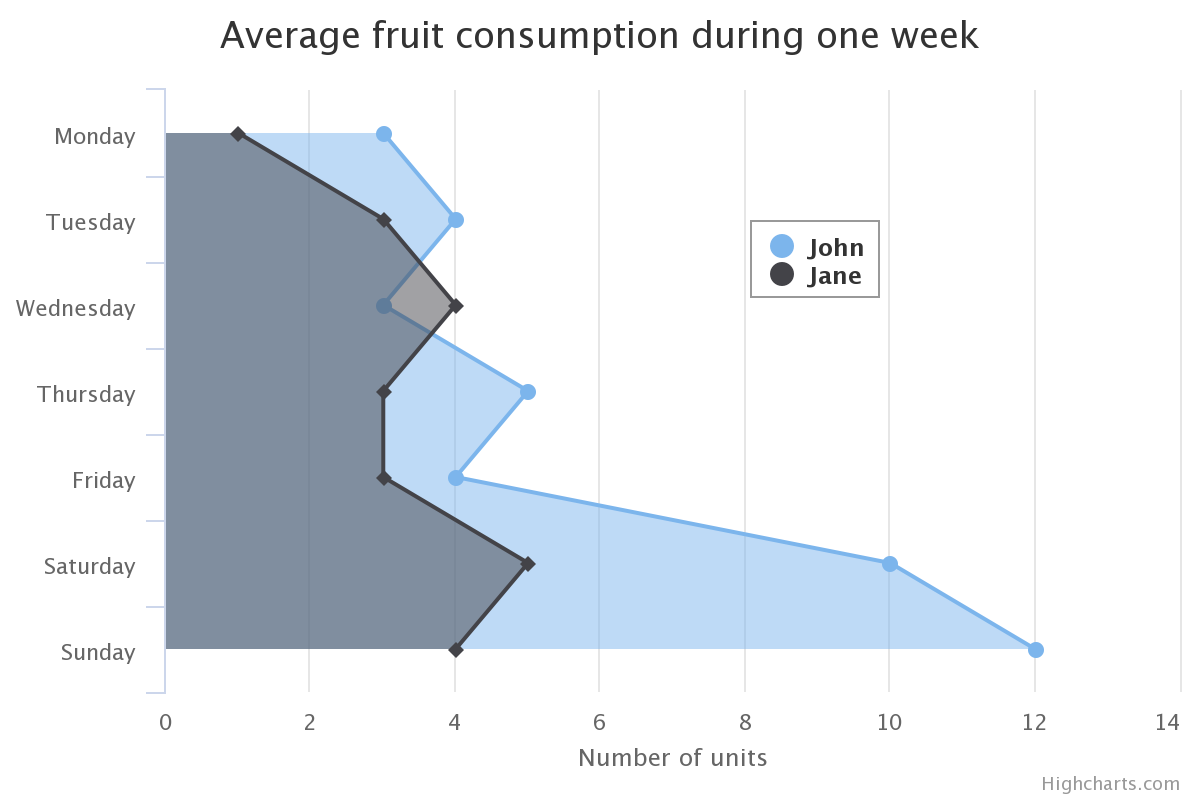 Average fruit consumption during one week
Monday
Tuesday
Wednesday
Thursday
Friday
Saturday
Sunday
John
Jane
0 2 4 6 8 10 12 14
Number of units
Highcharts.com